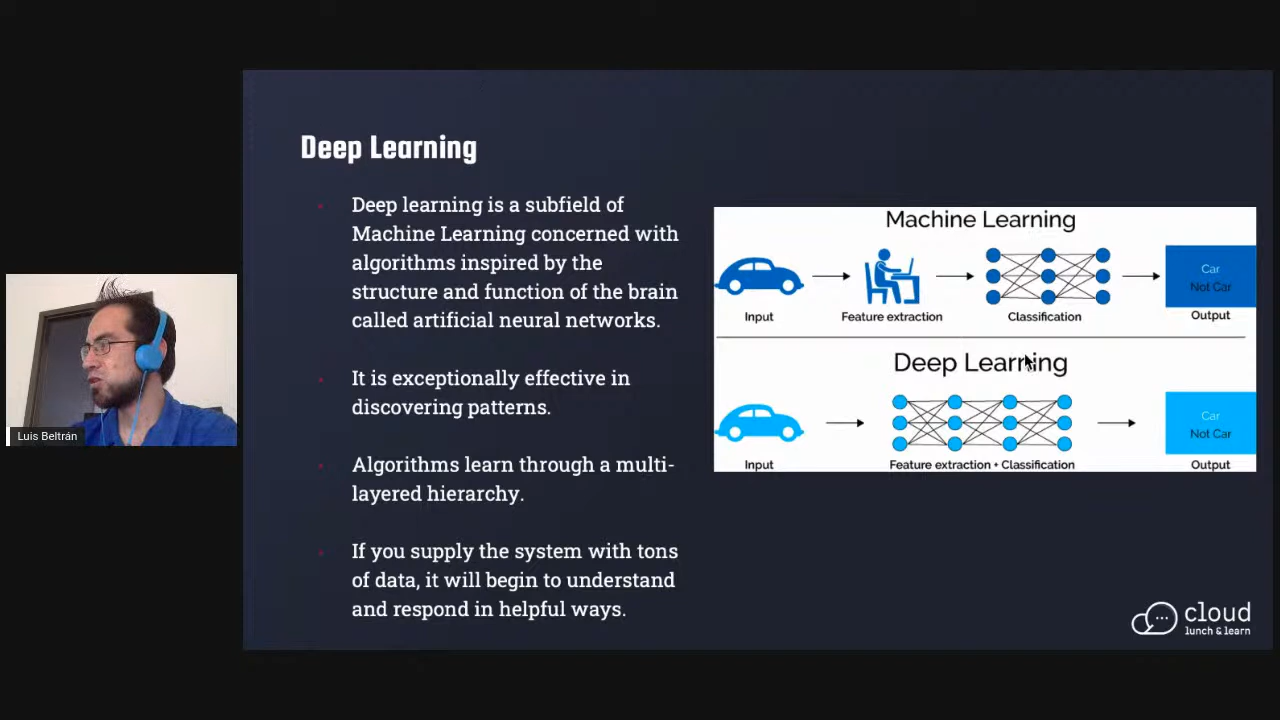 Deep Learning
Deep learning is a subfield of
Machine Learning concerned with
algorithms inspired by the
structure and function of the brain
called artificial neural networks.
It is exceptionally effective in
discovering patterns.
Algorithms learn through a multi-
layered hierarchy.
If you supply the system with tons
of data, it will begin to understand
and respond in helpful ways.
Machine Learning
Car
Not Car
Input
Feature extraction
Classification
Output
Deep Learning
Car
Not Car
Input
Feature extraction + Classification
Output
Luis Beltrán
cloud
lunch & learn